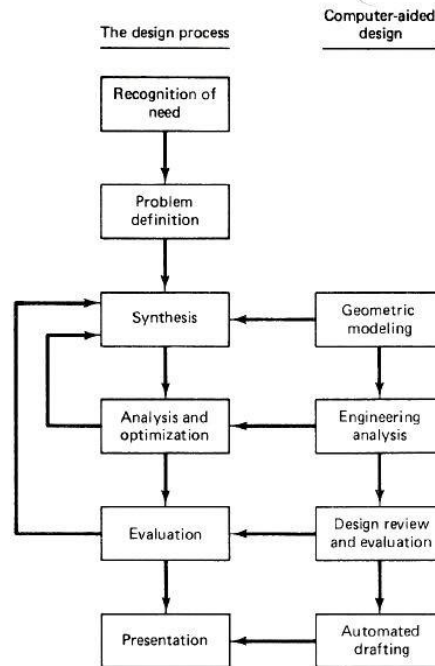 The design process
Computer-aided
design
Recognition of
need
Problem
definition
Synthesis
Geometric
modeling
Analysis and
optimization
Engineering
analysis
Evaluation
Design review
and evaluation
Presentation
Automated
drafting